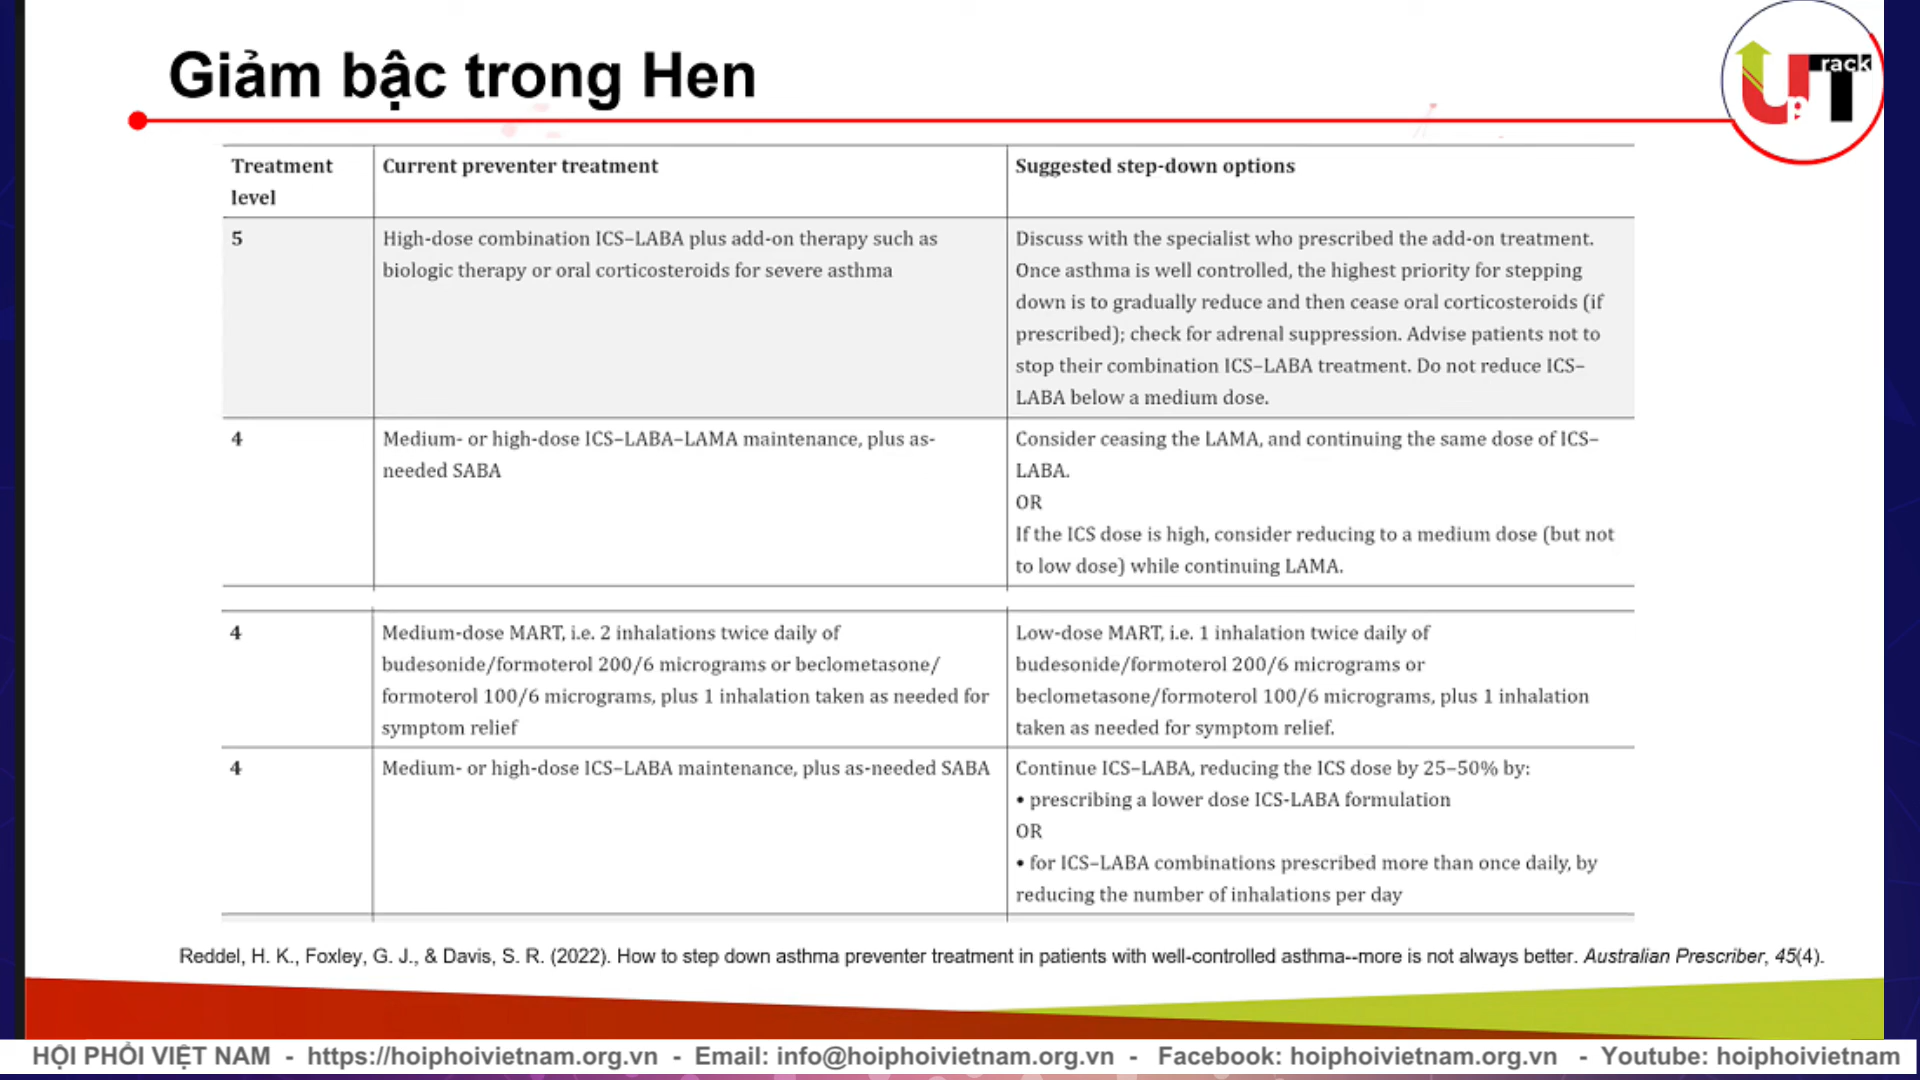 Giảm bậc trong Hen
UpTrack
Treatment
level
Current preventer treatment
Suggested step-down options
5
High-dose combination ICS–LABA plus add-on therapy such as
biologic therapy or oral corticosteroids for severe asthma
Discuss with the specialist who prescribed the add-on treatment.
Once asthma is well controlled, the highest priority for stepping
down is to gradually reduce and then cease oral corticosteroids (if
prescribed); check for adrenal suppression. Advise patients not to
stop their combination ICS–LABA treatment. Do not reduce ICS–
LABA below a medium dose.
4
Medium- or high-dose ICS–LABA–LAMA maintenance, plus as-
needed SABA
Consider ceasing the LAMA, and continuing the same dose of ICS–
LABA.
OR
If the ICS dose is high, consider reducing to a medium dose (but not
to low dose) while continuing LAMA.
4
Medium-dose MART, i.e. 2 inhalations twice daily of
budesonide/formoterol 200/6 micrograms or beclometasone/
formoterol 100/6 micrograms, plus 1 inhalation taken as needed for
symptom relief
Low-dose MART, i.e. 1 inhalation twice daily of
budesonide/formoterol 200/6 micrograms or
beclometasone/formoterol 100/6 micrograms, plus 1 inhalation
taken as needed for symptom relief.
4
Medium- or high-dose ICS–LABA maintenance, plus as-needed SABA
Continue ICS–LABA, reducing the ICS dose by 25–50% by:
• prescribing a lower dose ICS-LABA formulation
OR
• for ICS–LABA combinations prescribed more than once daily, by
reducing the number of inhalations per day
Reddel, H. K., Foxley, G. J., & Davis, S. R. (2022). How to step down asthma preventer treatment in patients with well-controlled asthma--more is not always better. Australian Prescriber, 45(4).
HỘI PHỔI VIỆT NAM - https://hoiphoivietnam.org.vn - Email: info@hoiphoivietnam.org.vn - Facebook: hoiphoivietnam.org.vn - Youtube: hoiphoivietnam